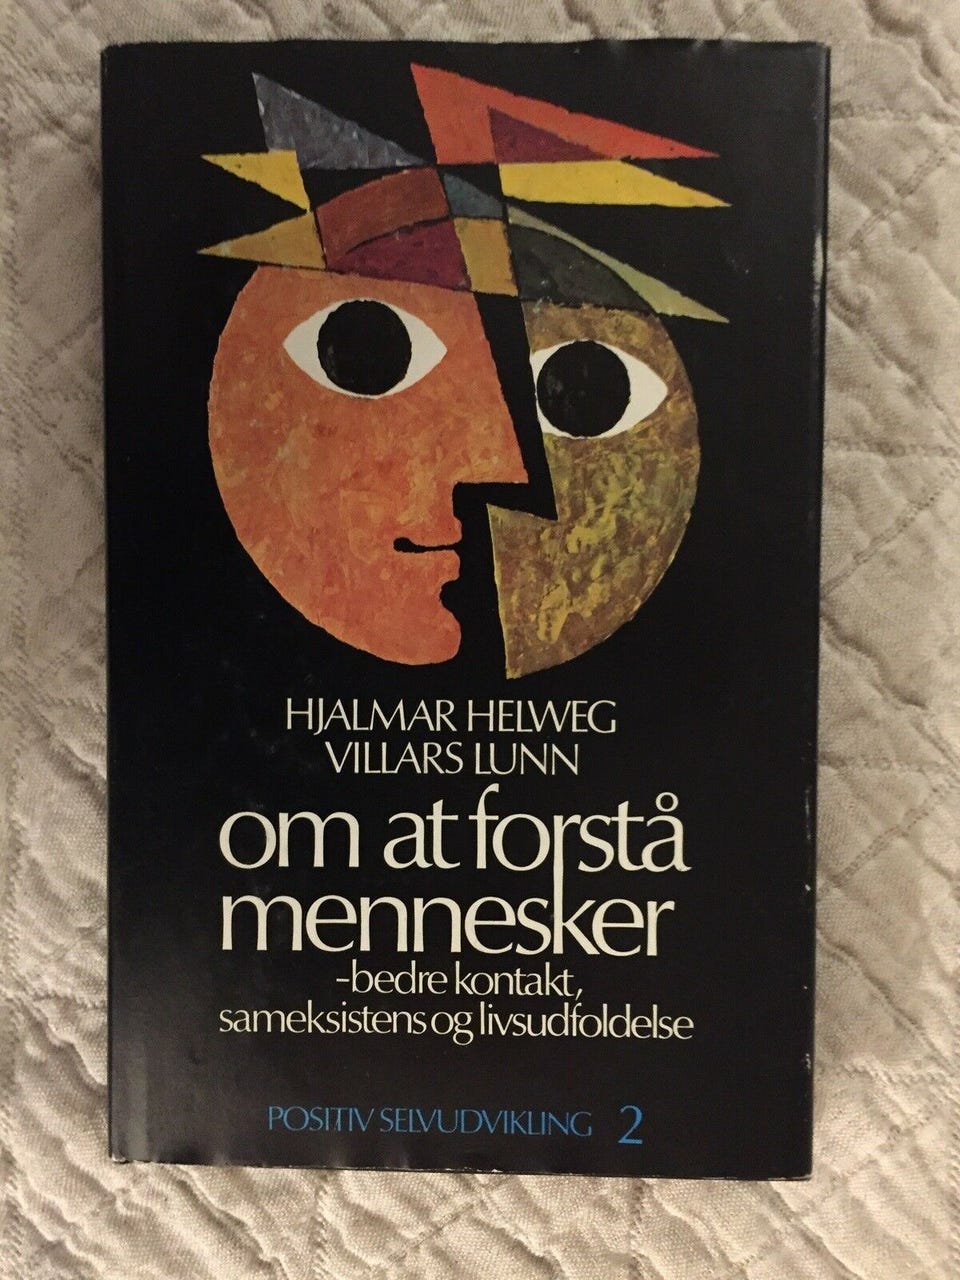 HJALMAR HELWEG
VILLARS LUNN
om at forstå
mennesker
-bedre kontakt,
sameksistens og livsudfoldelse
POSITIV SELVUDVIKLING 2